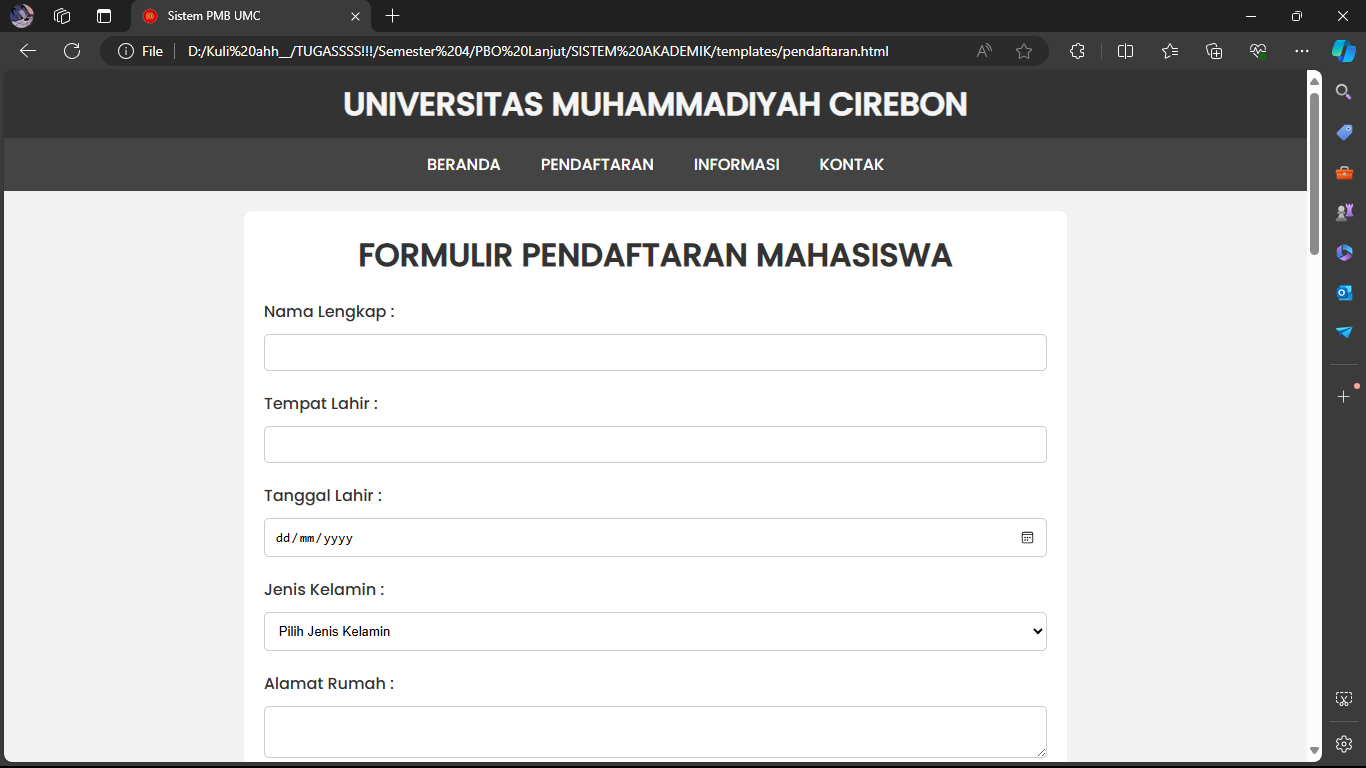 Sistem PMB UMC
File
D:/Kuli%20ahh__/TUGASSSS!!!/Semester%204/PBO%20Lanjut/SISTEM%20AKADEMIK/templates/pendaftaran.html
UNIVERSITAS MUHAMMADIYAH CIREBON
BERANDA PENDAFTARAN INFORMASI KONTAK
FORMULIR PENDAFTARAN MAHASISWA
Nama Lengkap :
Tempat Lahir :
Tanggal Lahir :
dd/mm/yyyy
Jenis Kelamin :
Pilih Jenis Kelamin
Alamat Rumah :